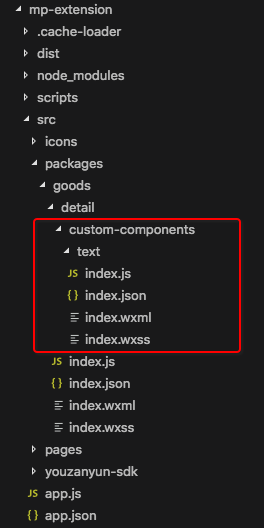 mp-extension
.cache-loader
dist
node_modules
scripts
src
icons
packages
goods
detail
custom-components
text
JS index.js
{ } index.json
index.wxml
index.wxss
JS index.js
{ } index.json
index.wxml
index.wxss
pages
youzanyun-sdk
JS app.js
{ } app.json